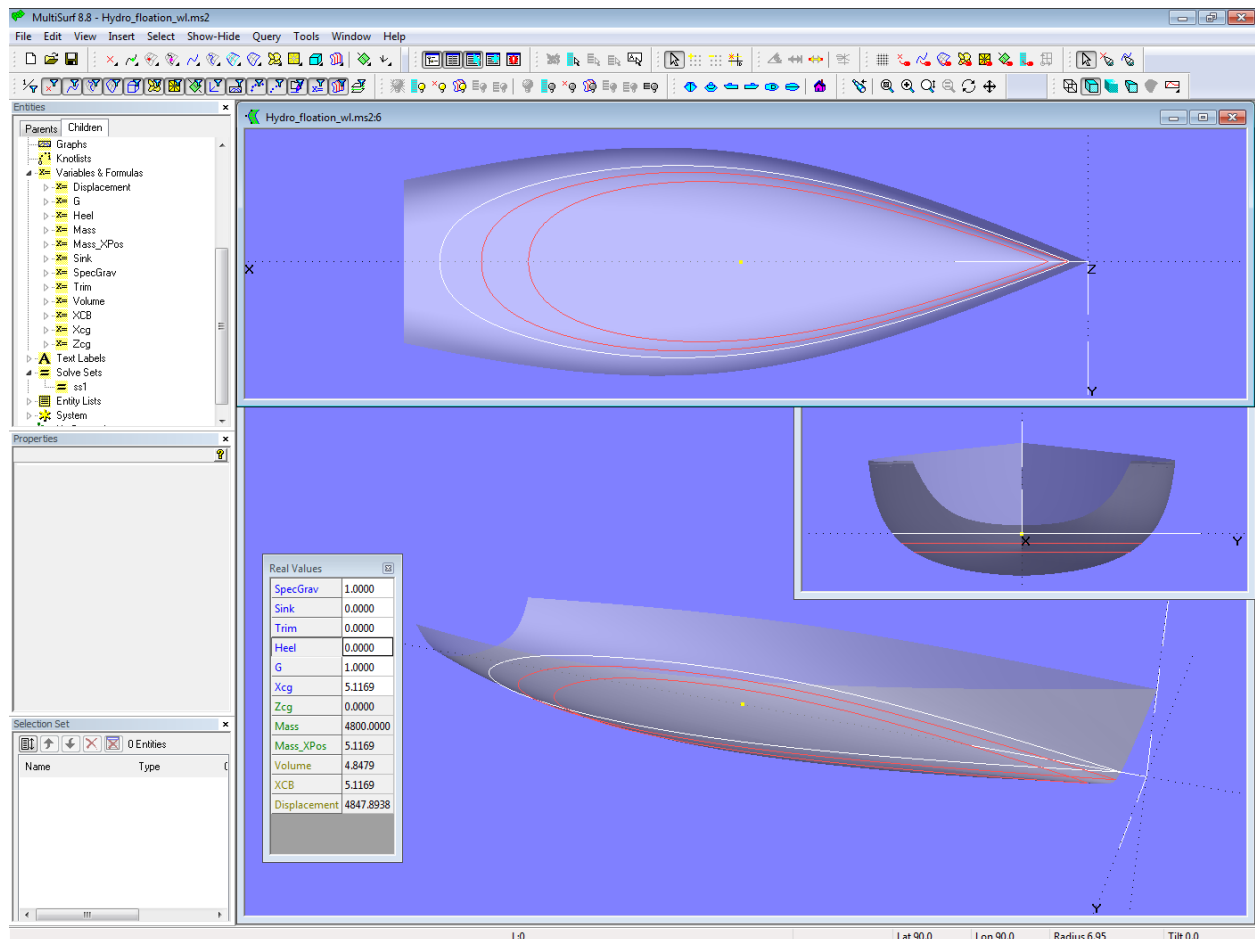 MultiSurf 8.8 - Hydro_floation_wl.ms2
File Edit View Insert Select Show-Hide Query Tools Window Help
Entities
Parents Children
Graphs
Knotlists
Variables & Formulas
Displacement
G
Heel
Mass
Mass_XPos
Sink
SpecGrav
Trim
Volume
XCB
Xcg
Zcg
Text Labels
Solve Sets
ss1
Entity Lists
System
Properties
Selection Set
0 Entities
Name Type
Hydro_floation_wl.ms2:6
X
Z
Y
X
Y
Real Values
SpecGrav 1.0000
Sink 0.0000
Trim 0.0000
Heel 0.0000
G 1.0000
Xcg 5.1169
Zcg 0.0000
Mass 4800.0000
Mass_XPos 5.1169
Volume 4.8479
XCB 5.1169
Displacement 4847.8938
Y
L:0 Lat 90.0 Lon 90.0 Radius 6.95 Tilt 0.0